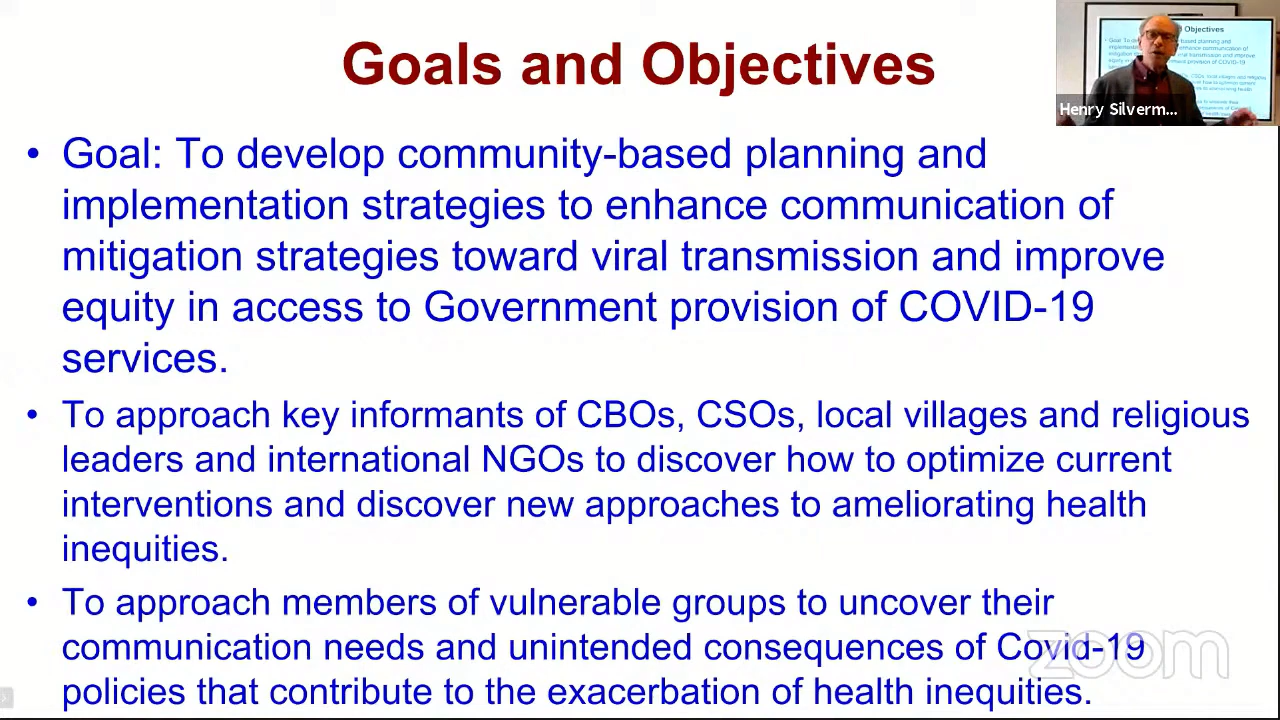 Goals and Objectives
• Goal: To develop community-based planning and
implementation strategies to enhance communication of
mitigation strategies toward viral transmission and improve
equity in access to Government provision of COVID-19
services.
• To approach key informants of CBOs, CSOs, local villages and religious
leaders and international NGOs to discover how to optimize current
interventions and discover new approaches to ameliorating health
inequities.
• To approach members of vulnerable groups to uncover their
communication needs and unintended consequences of Covid-19
policies that contribute to the exacerbation of health inequities.
Henry Silverm...
zoom